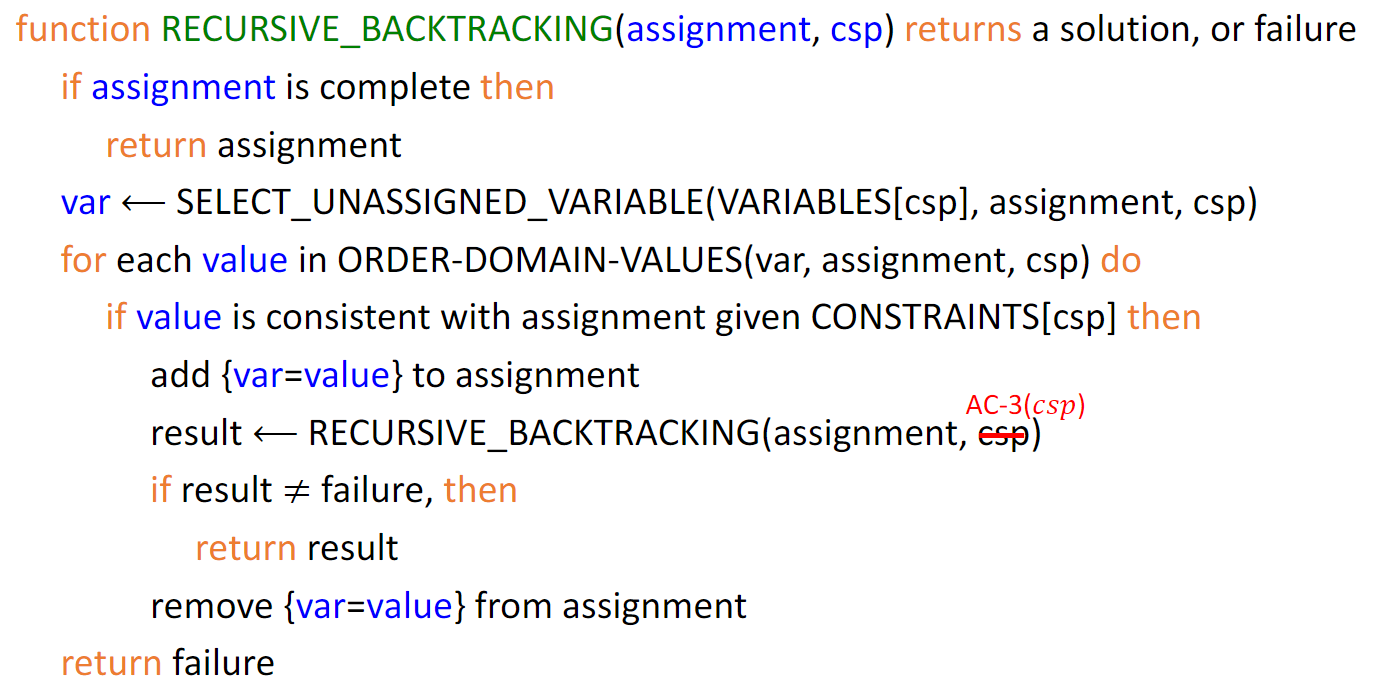 function RECURSIVE_BACKTRACKING(assignment, csp) returns a solution, or failure
if assignment is complete then
return assignment
var ⟵ SELECT_UNASSIGNED_VARIABLE(VARIABLES[csp], assignment, csp)
for each value in ORDER-DOMAIN-VALUES(var, assignment, csp) do
if value is consistent with assignment given CONSTRAINTS[csp] then
add {var=value} to assignment
AC-3(csp)
result ⟵ RECURSIVE_BACKTRACKING(assignment, csp)
if result ≠ failure, then
return result
remove {var=value} from assignment
return failure